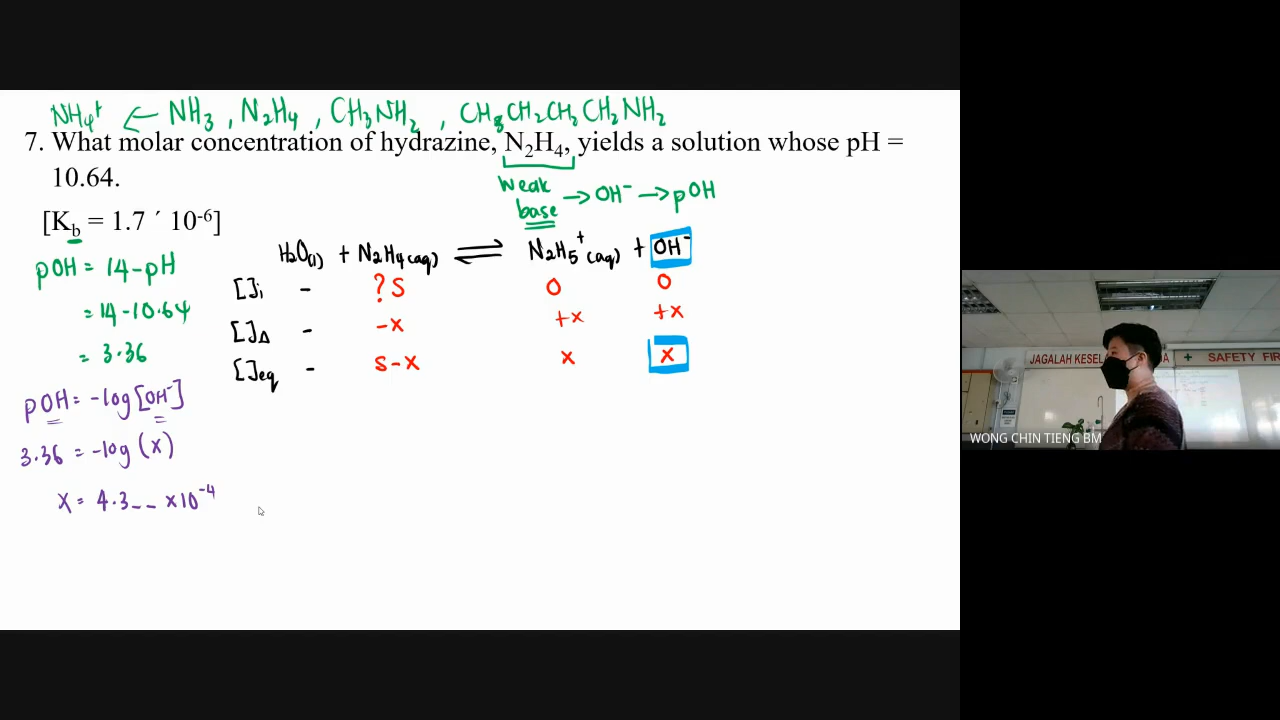 NH₄⁺ ← NH₃ , N₂H₄ , CH₃NH₂ , CH₃CH₂CH₂CH₂NH₂
7. What molar concentration of hydrazine, N₂H₄, yields a solution whose pH =
10.64.
weak base → OH⁻ → pOH
[K_b = 1.7 ´ 10⁻⁶]
H₂O(l) + N₂H₄(aq) ⇌ N₂H₅⁺(aq) + OH⁻
[ ]i - ?S 0 0
[ ]Δ - -x +x +x
[ ]eq - S-x x x
pOH = 14-pH
= 14-10.64
= 3.36
pOH = -log[OH⁻]
3.36 = -log(x)
x = 4.3_ _ x10⁻⁴
JAGALAH KESEL
DA
+ SAFETY FIR
WONG CHIN TIENG BM